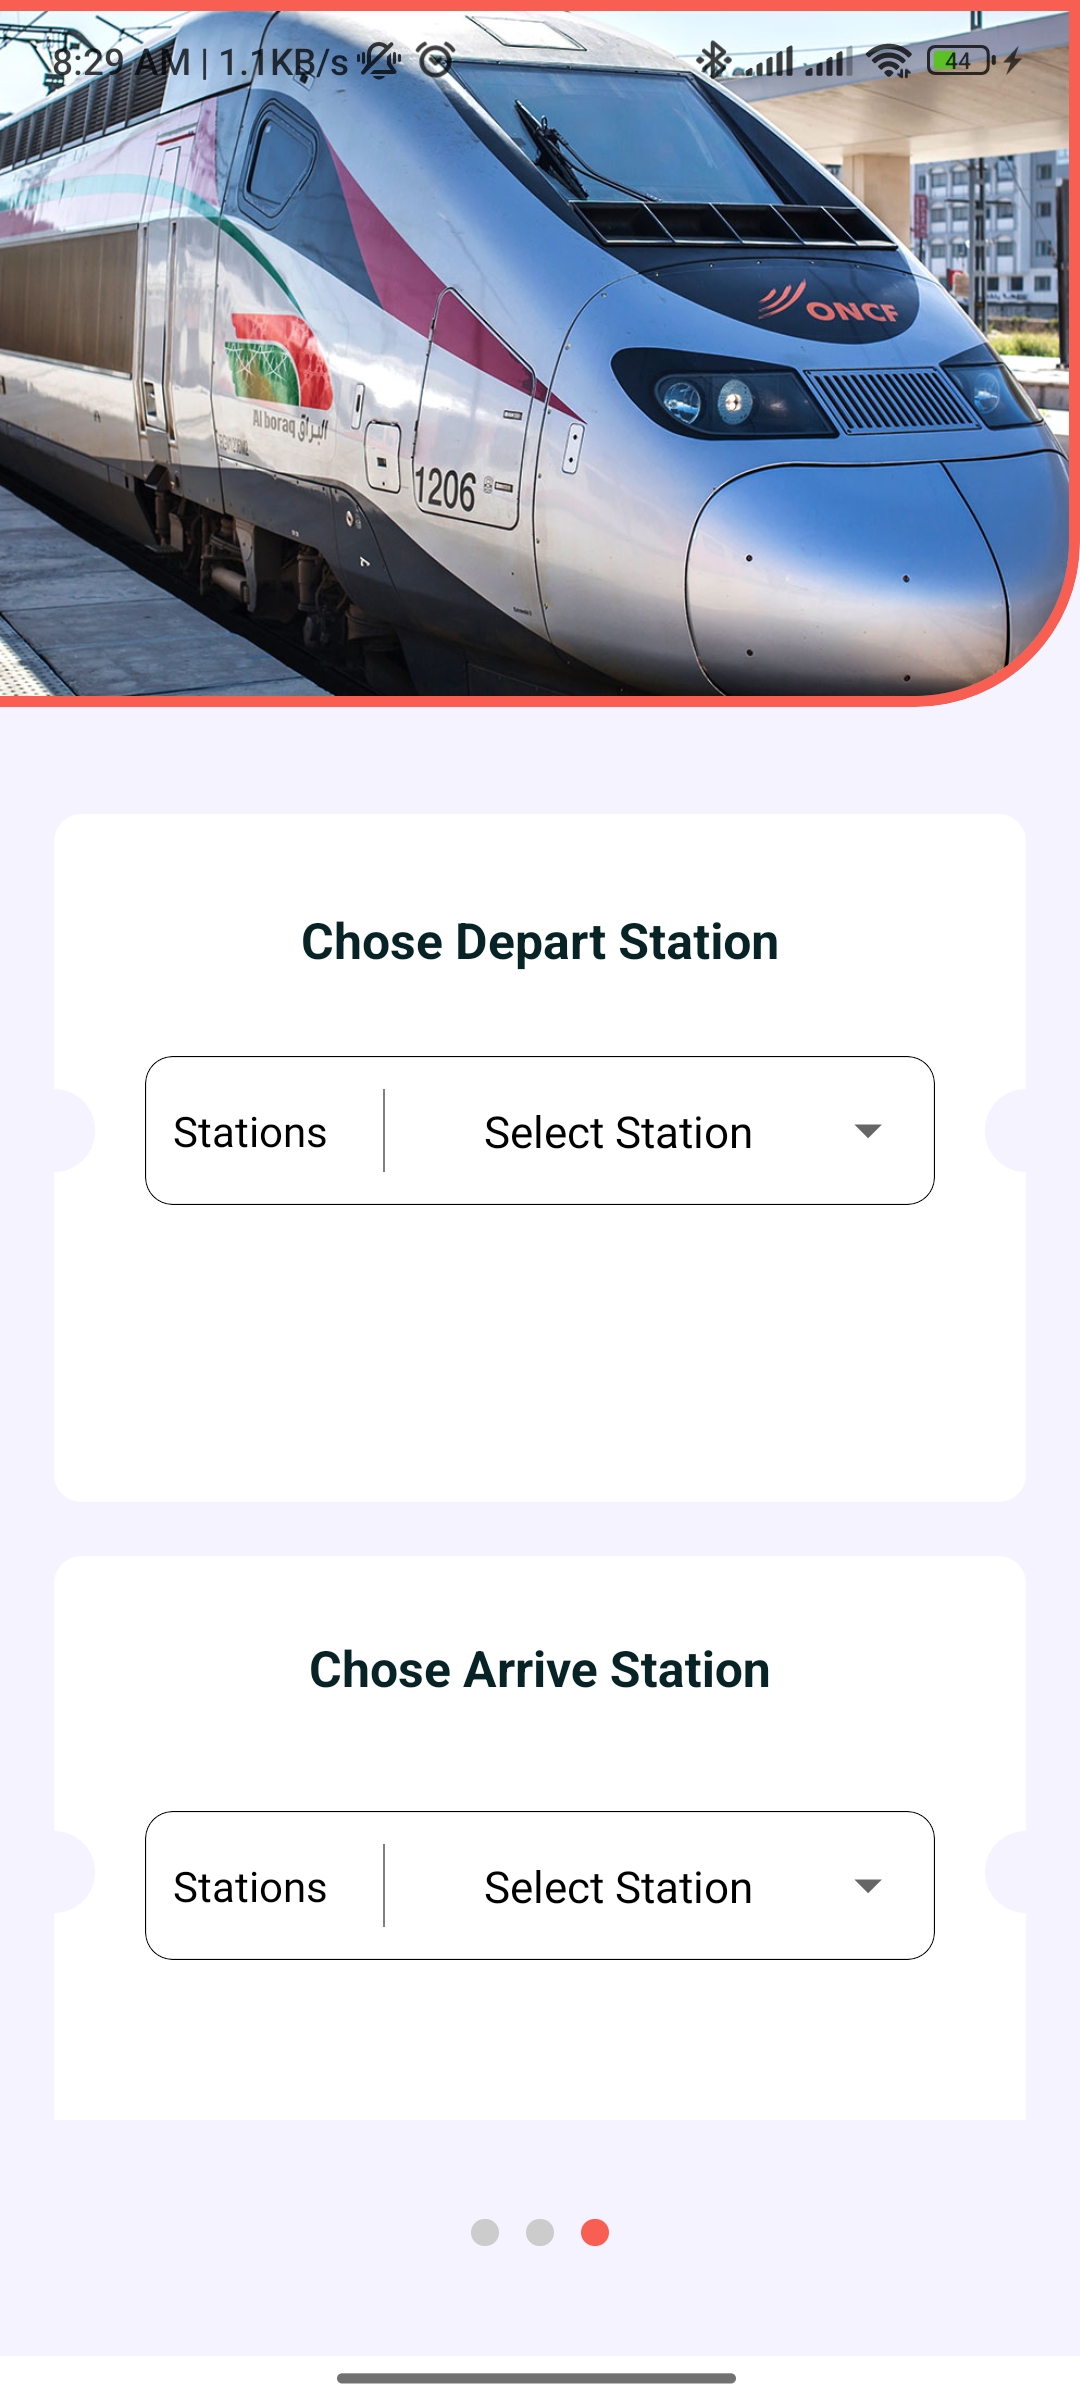 8:29 AM | 1.1KB/s
44
ONCF
Al boraq البراق
1206
Chose Depart Station
Stations
Select Station
Chose Arrive Station
Stations
Select Station